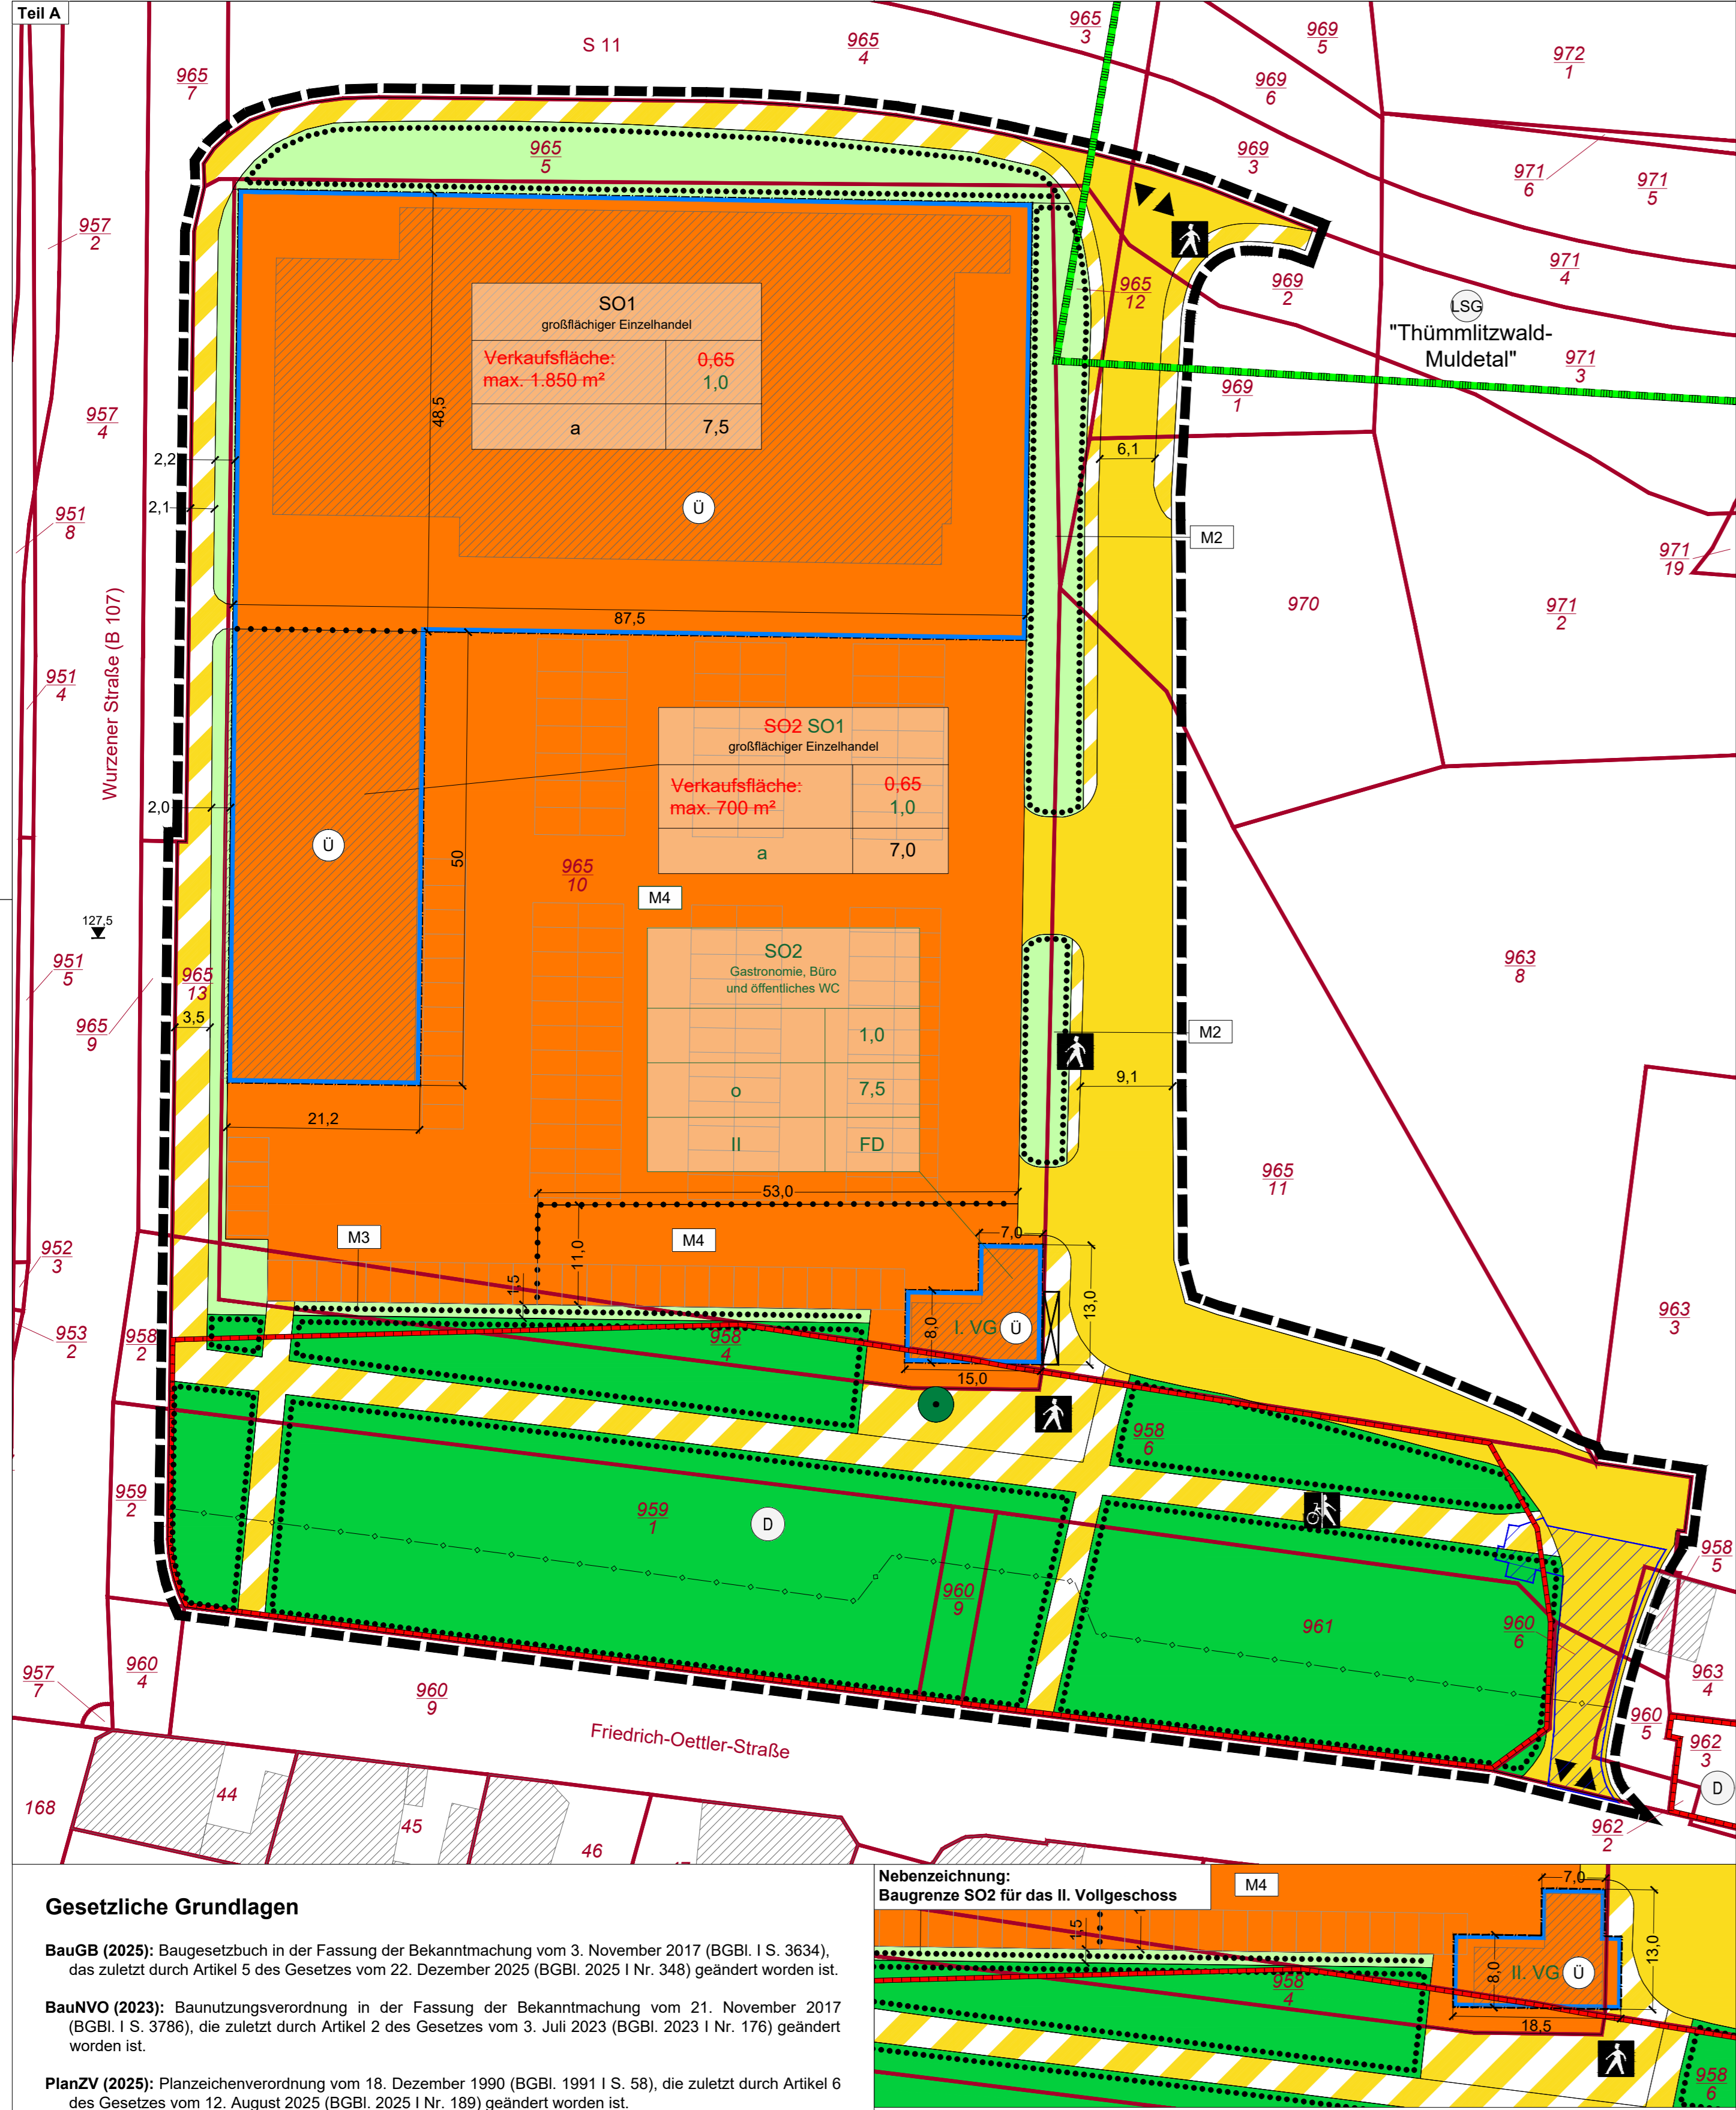 Teil A
S 11
965
3
965
4
969
5
972
1
965
7
969
6
965
5
969
3
971
6
971
5
957
2
971
4
969
2
965
12
LSG
"Thümmlitzwald-
Muldetal"
SO1
großflächiger Einzelhandel
Verkaufsfläche:
max. 1.850 m²
0,65
1,0
a
7,5
48,5
971
3
969
1
957
4
2,2
6,1
2,1
Ü
951
8
M2
971
19
Wurzener Straße (B 107)
87,5
970
971
2
951
4
SO2 SO1
großflächiger Einzelhandel
Verkaufsfläche:
max. 700 m²
0,65
1,0
a
7,0
2,0
Ü
50
965
10
M4
127,5
SO2
Gastronomie, Büro
und öffentliches WC
1,0
o
7,5
II
FD
951
5
965
13
963
8
3,5
965
9
M2
9,1
21,2
965
11
53,0
M3
M4
11,0
7,0
952
3
1,5
13,0
8,0
I. VG
Ü
963
3
953
2
958
2
958
4
15,0
958
6
959
2
959
1
D
958
5
960
9
961
960
6
957
7
960
4
960
9
963
4
960
5
962
3
Friedrich-Oettler-Straße
D
168
44
45
46
962
2
Gesetzliche Grundlagen
BauGB (2025): Baugesetzbuch in der Fassung der Bekanntmachung vom 3. November 2017 (BGBl. I S. 3634),
das zuletzt durch Artikel 5 des Gesetzes vom 22. Dezember 2025 (BGBl. 2025 I Nr. 348) geändert worden ist.
BauNVO (2023): Baunutzungsverordnung in der Fassung der Bekanntmachung vom 21. November 2017
(BGBl. I S. 3786), die zuletzt durch Artikel 2 des Gesetzes vom 3. Juli 2023 (BGBl. 2023 I Nr. 176) geändert
worden ist.
PlanZV (2025): Planzeichenverordnung vom 18. Dezember 1990 (BGBl. 1991 I S. 58), die zuletzt durch Artikel 6
des Gesetzes vom 12. August 2025 (BGBl. 2025 I Nr. 189) geändert worden ist.
Nebenzeichnung:
Baugrenze SO2 für das II. Vollgeschoss
M4
7,0
1,5
13,0
8,0
II. VG
Ü
958
4
18,5
958
6